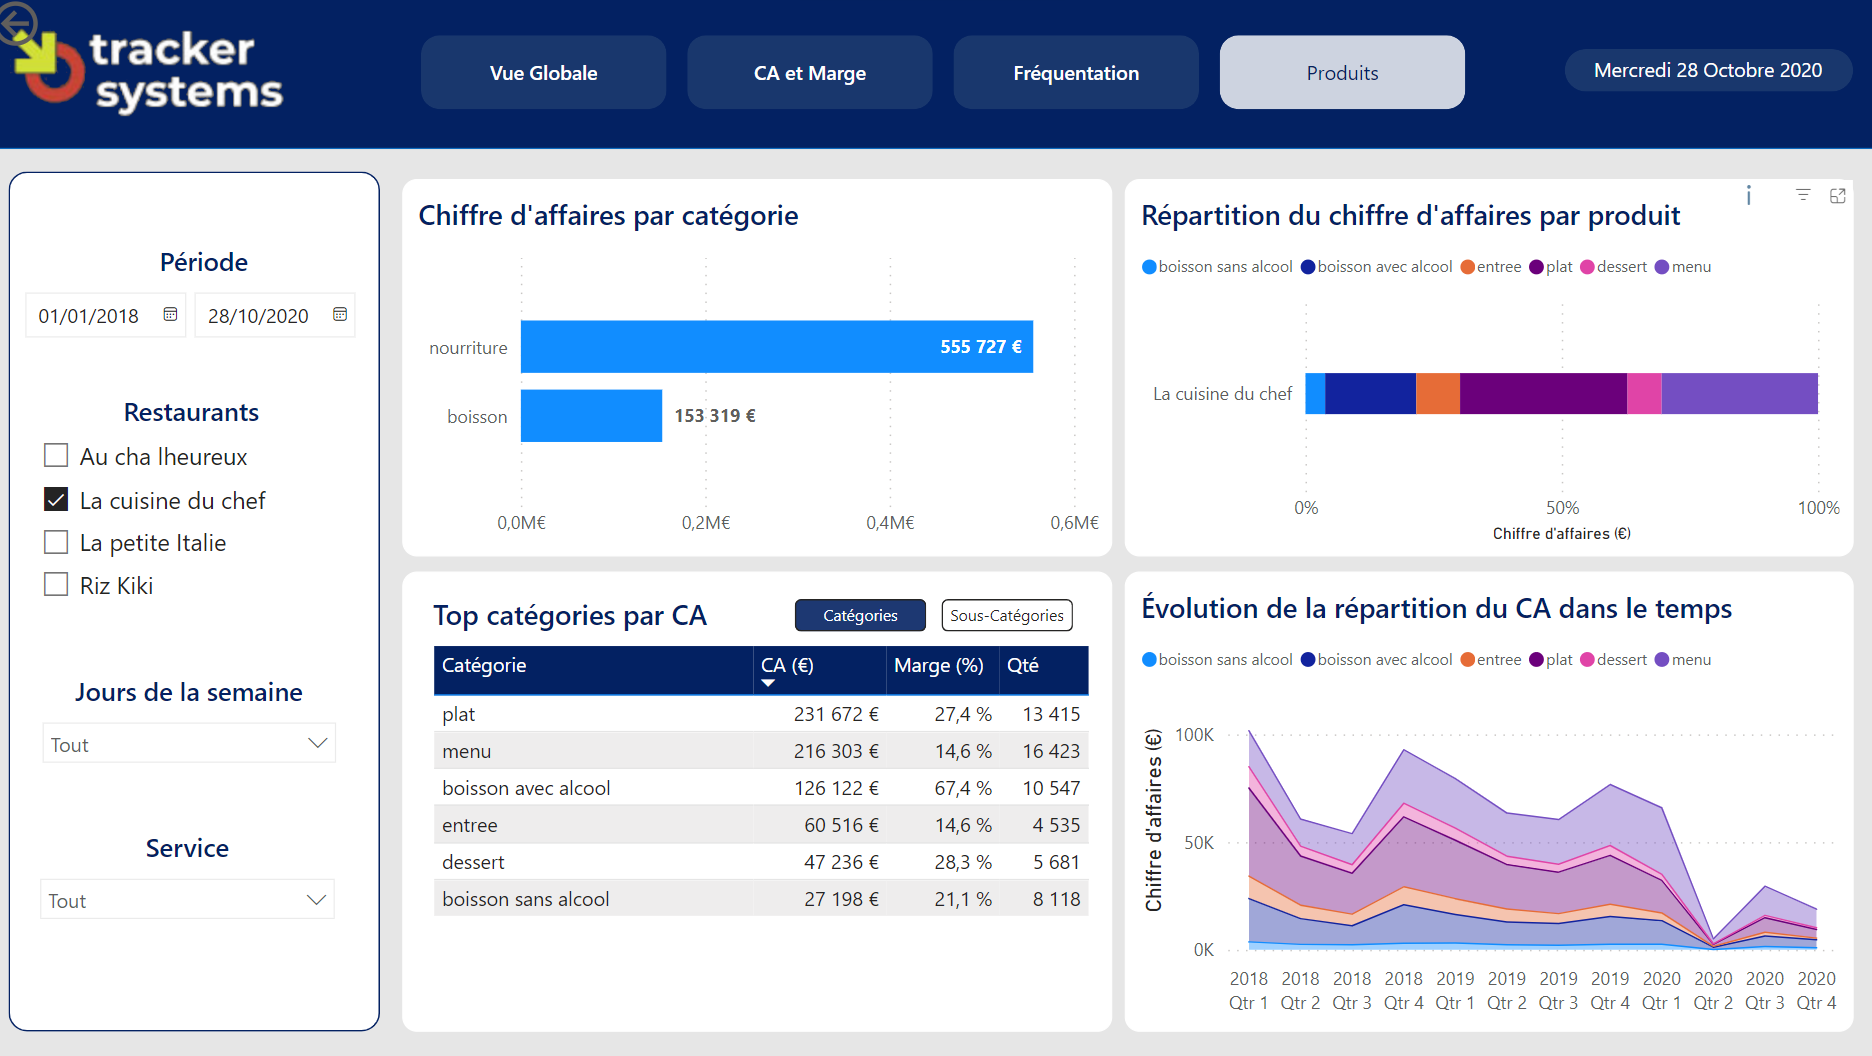 tracker
systems
Vue Globale
CA et Marge
Fréquentation
Produits
Mercredi 28 Octobre 2020
Période
01/01/2018
28/10/2020
Restaurants
Au cha lheureux
La cuisine du chef
La petite Italie
Riz Kiki
Jours de la semaine
Tout
Service
Tout
Chiffre d'affaires par catégorie
nourriture
555 727 €
boisson
153 319 €
0,0M€ 0,2M€ 0,4M€ 0,6M€
Répartition du chiffre d'affaires par produit
boisson sans alcool boisson avec alcool entree plat dessert menu
La cuisine du chef
0% 50% 100%
Chiffre d'affaires (€)
Top catégories par CA
Catégories
Sous-Catégories
Catégorie CA (€) Marge (%) Qté
plat 231 672 € 27,4 % 13 415
menu 216 303 € 14,6 % 16 423
boisson avec alcool 126 122 € 67,4 % 10 547
entree 60 516 € 14,6 % 4 535
dessert 47 236 € 28,3 % 5 681
boisson sans alcool 27 198 € 21,1 % 8 118
Évolution de la répartition du CA dans le temps
boisson sans alcool boisson avec alcool entree plat dessert menu
Chiffre d'affaires (€)
100K
50K
0K
2018 2018 2018 2018 2019 2019 2019 2019 2020 2020 2020 2020
Qtr 1 Qtr 2 Qtr 3 Qtr 4 Qtr 1 Qtr 2 Qtr 3 Qtr 4 Qtr 1 Qtr 2 Qtr 3 Qtr 4